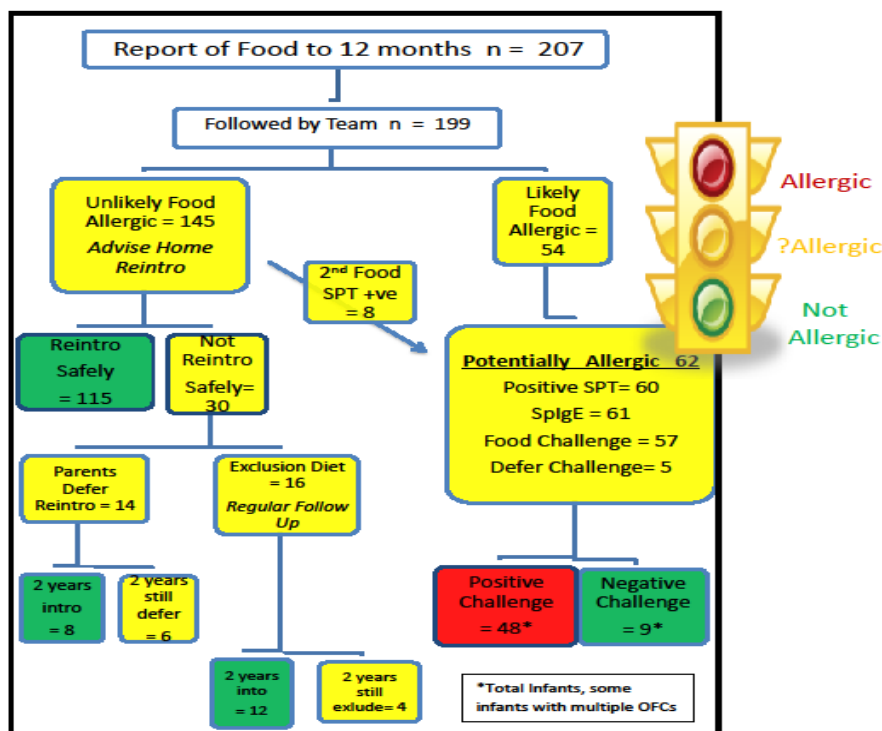 Report of Food to 12 months n = 207
Followed by Team n = 199
Unlikely Food
Allergic = 145
Advise Home
Reintro
Likely
Food
Allergic =
54
2nd Food
SPT +ve
= 8
Allergic
?Allergic
Not
Allergic
Reintro
Safely
= 115
Not
Reintro
Safely=
30
Potentially Allergic 62
Positive SPT= 60
SpIgE = 61
Food Challenge = 57
Defer Challenge= 5
Parents
Defer
Reintro = 14
Exclusion Diet
= 16
Regular Follow
Up
2 years
intro
= 8
2 years
still
defer
= 6
Positive
Challenge
= 48*
Negative
Challenge
= 9*
2 years
into
= 12
2 years
still
exlude= 4
*Total Infants, some
infants with multiple OFCs